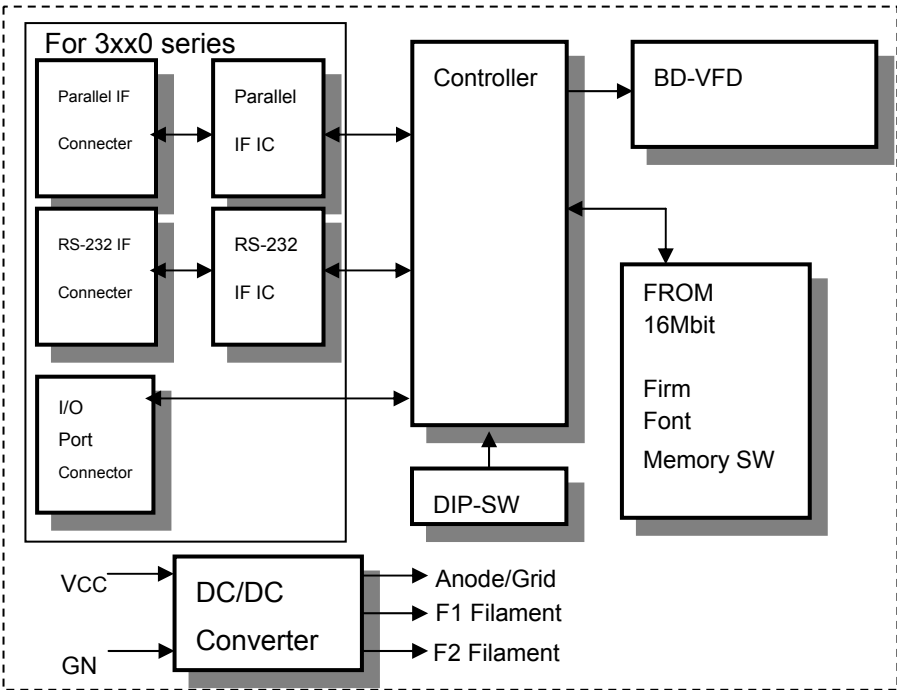 For 3xx0 series
Parallel IF
Connecter
Parallel
IF IC
RS-232 IF
Connecter
RS-232
IF IC
I/O
Port
Connector
Controller
DIP-SW
BD-VFD
FROM
16Mbit
Firm
Font
Memory SW
VCC
GN
DC/DC
Converter
Anode/Grid
F1 Filament
F2 Filament